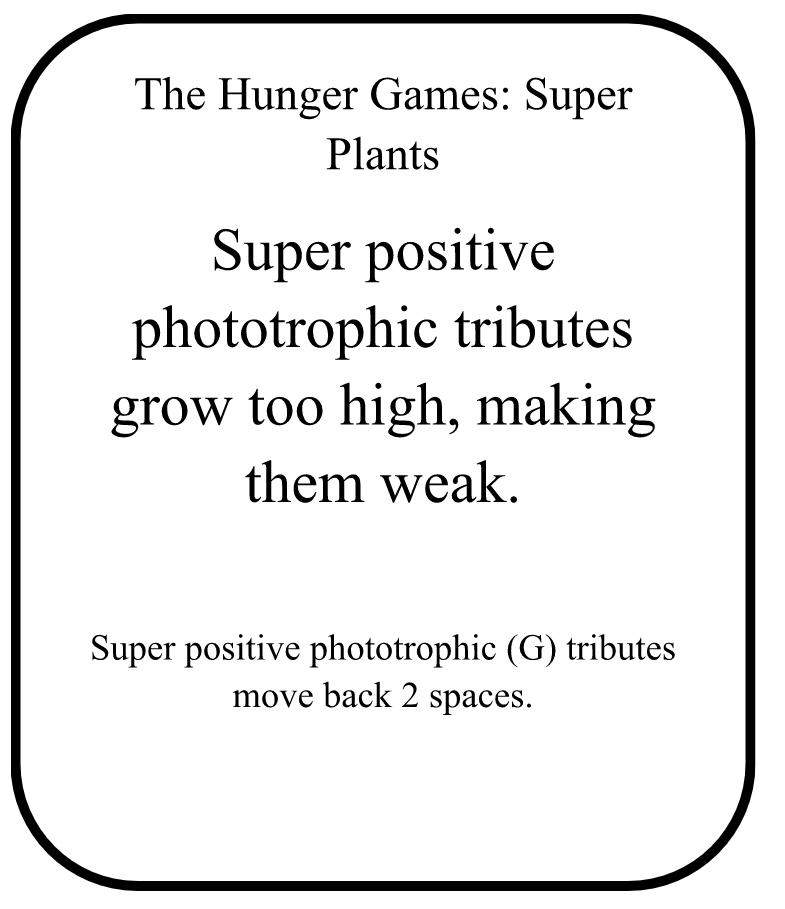 The Hunger Games: Super
Plants
Super positive
phototrophic tributes
grow too high, making
them weak.
Super positive phototrophic (G) tributes
move back 2 spaces.